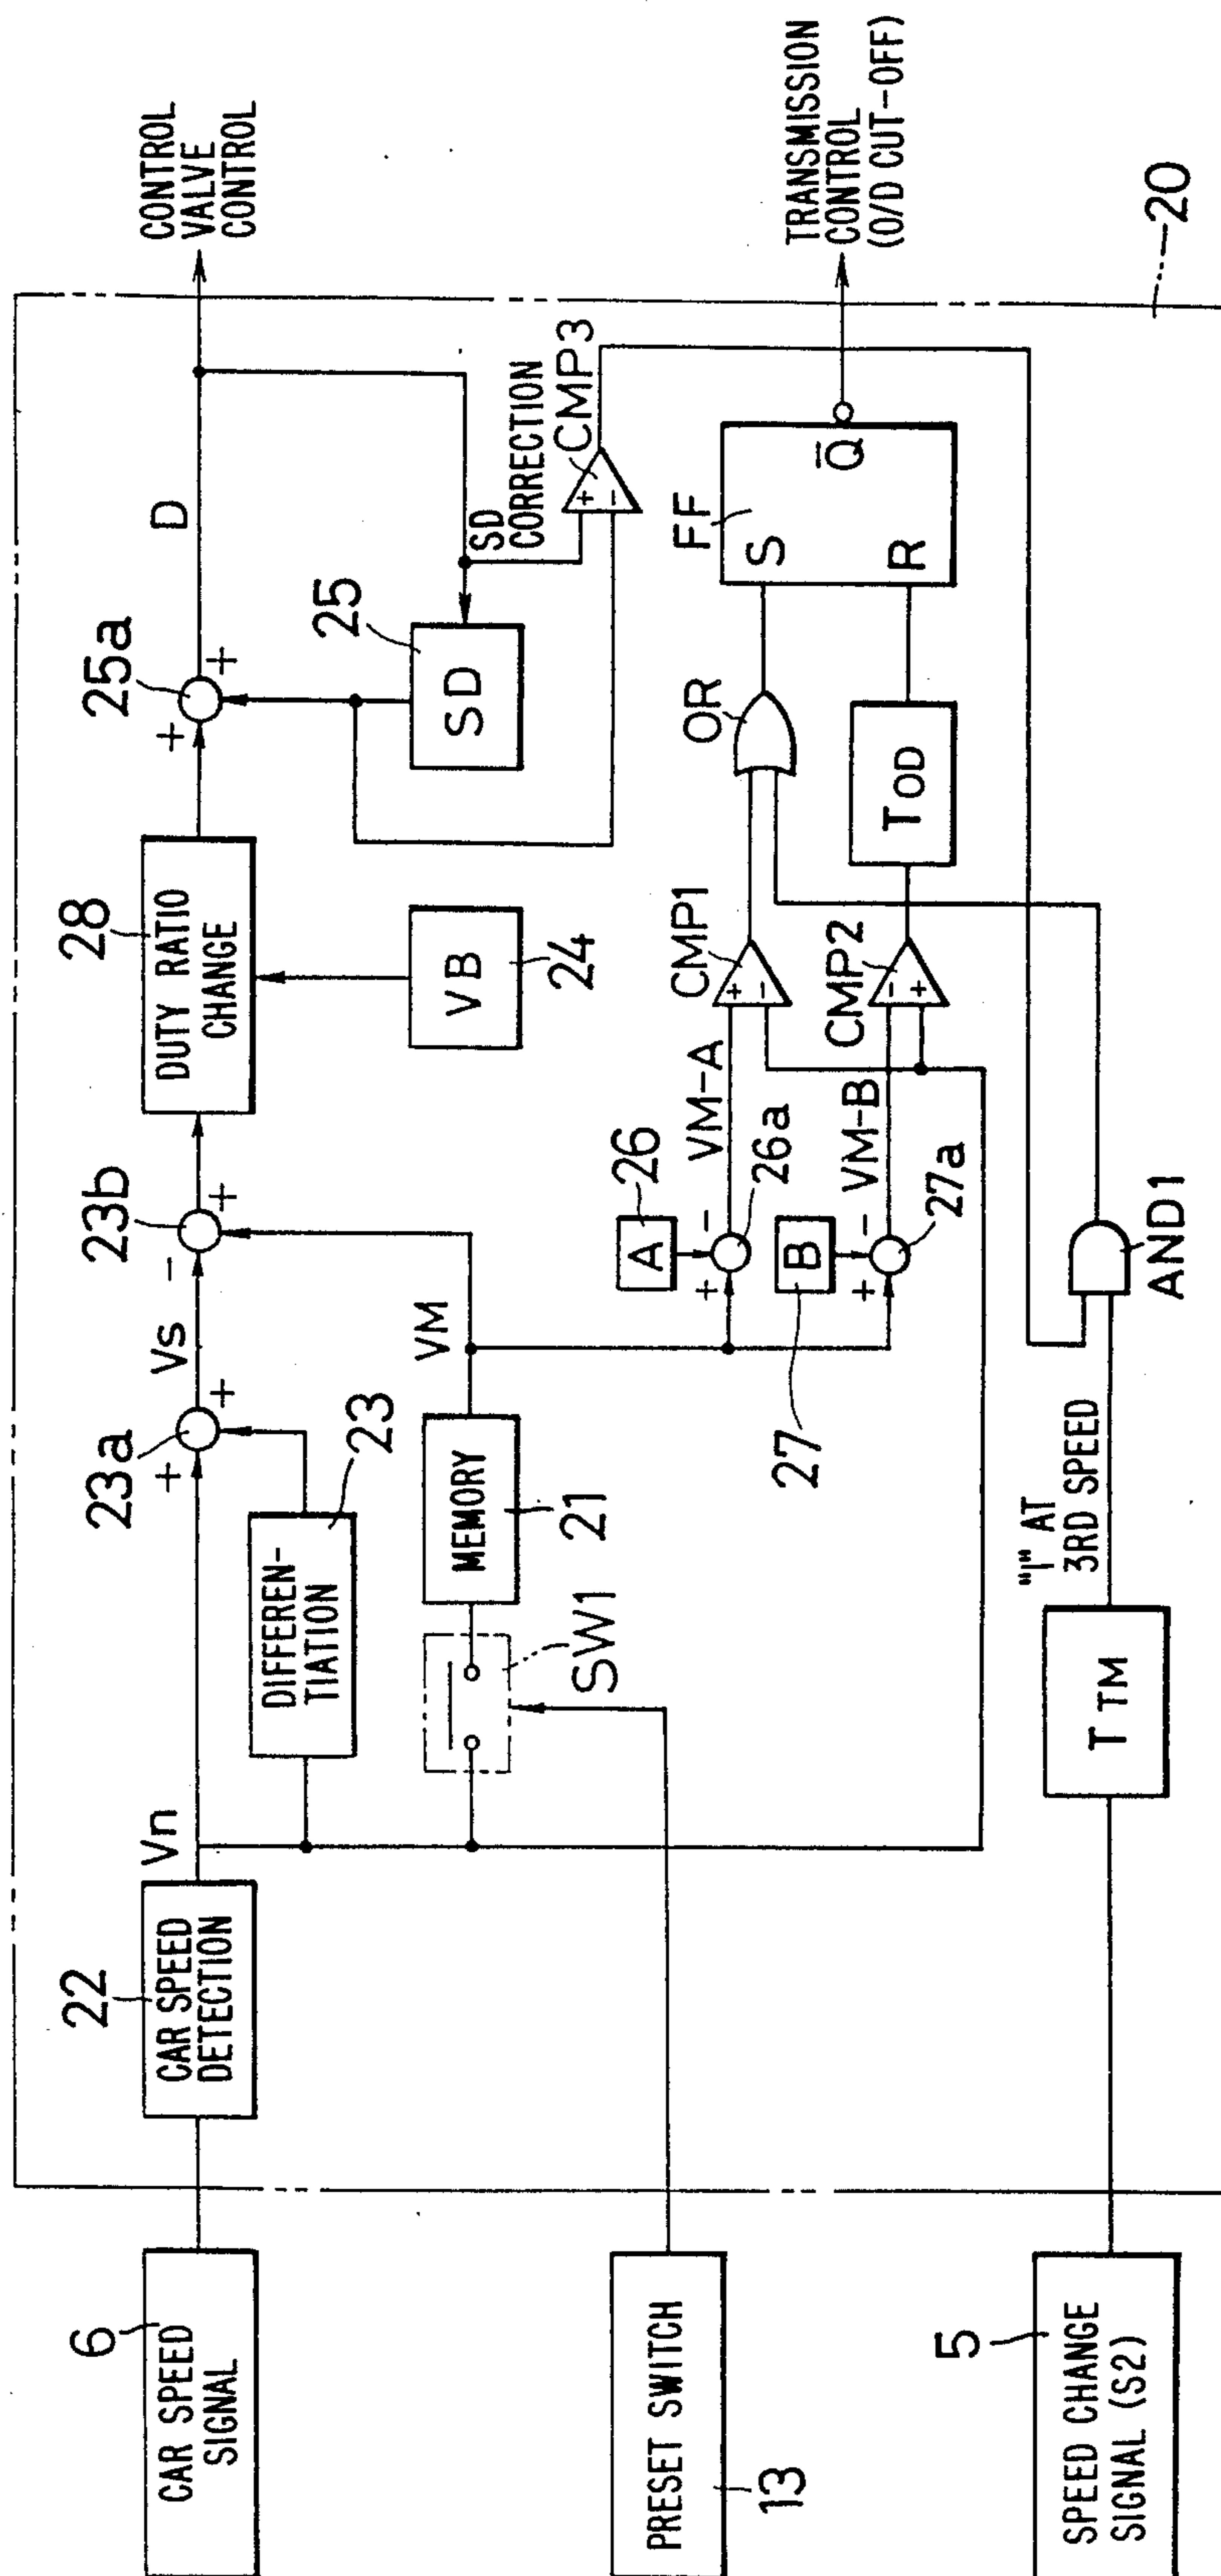 6
CAR SPEED
SIGNAL
22
CAR SPEED
DETECTION
Vn
23a
+
+
Vs
-
23b
+
28
DUTY RATIO
CHANGE
+
25a
+
D
CONTROL
VALVE
CONTROL
DIFFEREN-
TIATION
23
VB
24
25
SD
SD
CORRECTION
CMP3
+
-
SW1
MEMORY
21
VM
PRESET SWITCH
13
A
26
+
-
26a
VM-A
CMP1
+
-
OR
FF
S
R
Q̅
TRANSMISSION
CONTROL
(O/D CUT-OFF)
27
B
+
-
27a
VM-B
CMP2
-
+
TOD
5
SPEED CHANGE
SIGNAL (S2)
TTM
"1" AT
3RD SPEED
AND1
20